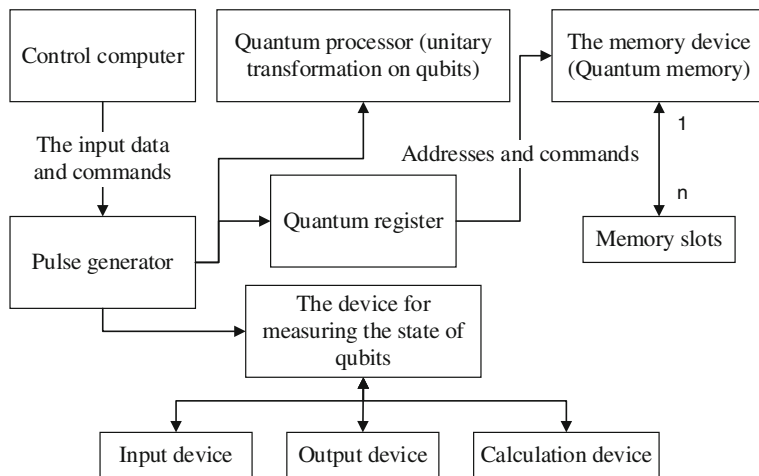 Control computer
Quantum processor (unitary
transformation on qubits)
The memory device
(Quantum memory)
The input data
and commands
Addresses and commands
1
n
Pulse generator
Quantum register
Memory slots
The device for
measuring the state of
qubits
Input device
Output device
Calculation device